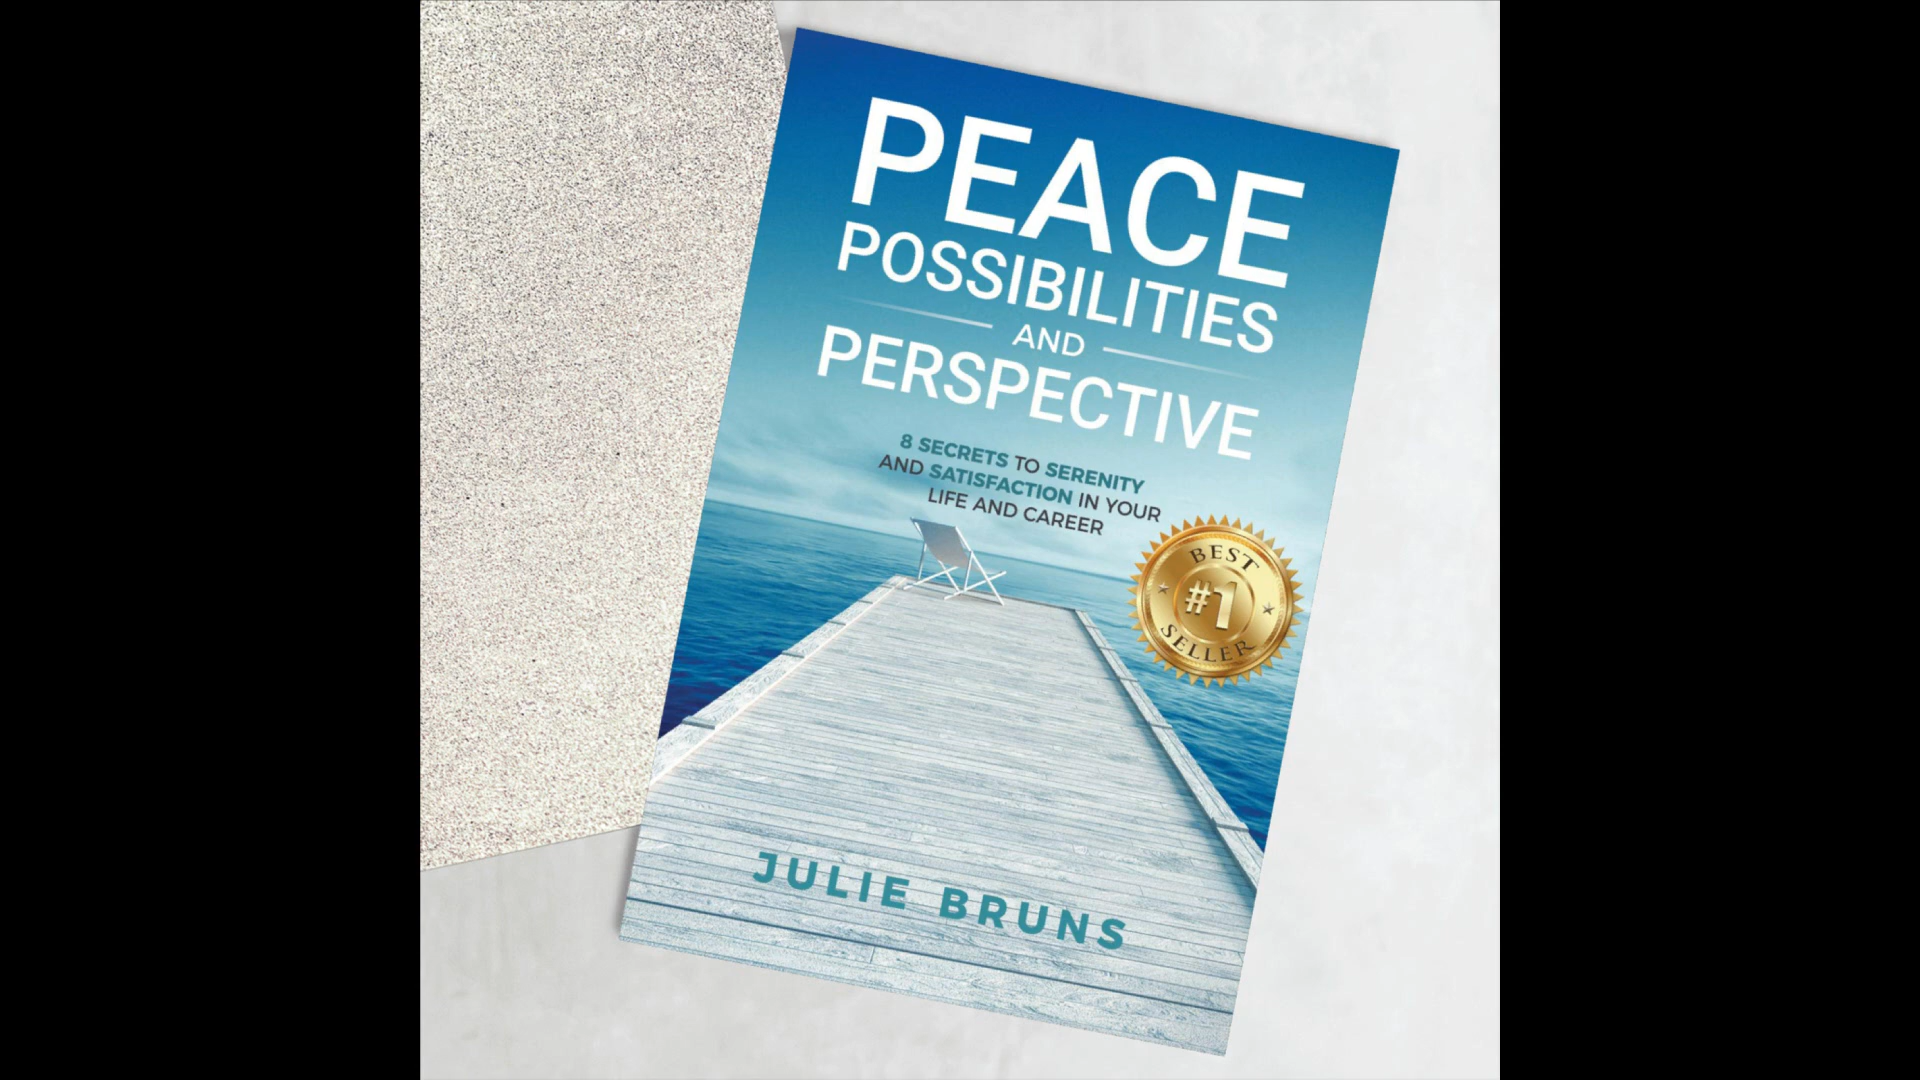 PEACE
POSSIBILITIES
AND
PERSPECTIVE
8 SECRETS TO SERENITY
AND SATISFACTION IN YOUR
LIFE AND CAREER
BEST
#1
SELLER
JULIE BRUNS